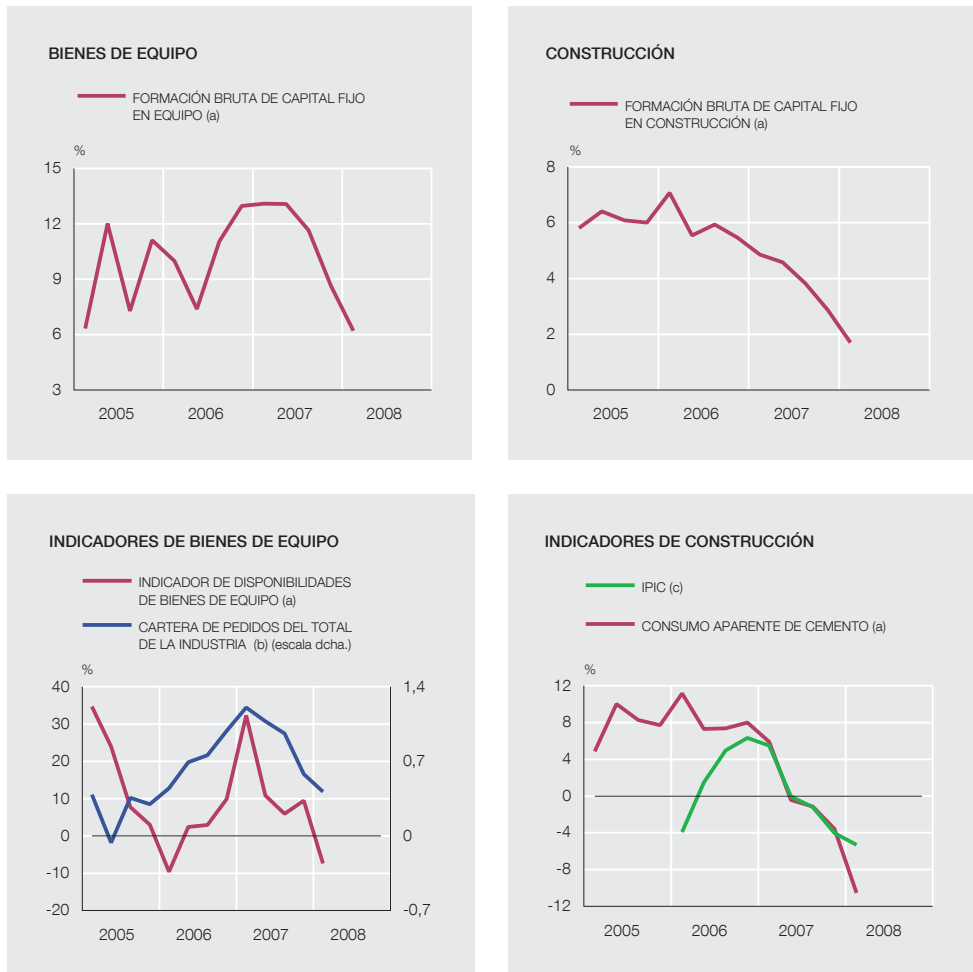 BIENES DE EQUIPO
FORMACIÓN BRUTA DE CAPITAL FIJO
EN EQUIPO (a)
%
15
12
9
6
3
2005 2006 2007 2008
CONSTRUCCIÓN
FORMACIÓN BRUTA DE CAPITAL FIJO
EN CONSTRUCCIÓN (a)
%
8
6
4
2
0
2005 2006 2007 2008
INDICADORES DE BIENES DE EQUIPO
INDICADOR DE DISPONIBILIDADES
DE BIENES DE EQUIPO (a)
CARTERA DE PEDIDOS DEL TOTAL
DE LA INDUSTRIA (b) (escala dcha.)
%
40 1,4
30
20 0,7
10
0 0
-10
-20 -0,7
2005 2006 2007 2008
INDICADORES DE CONSTRUCCIÓN
IPIC (c)
CONSUMO APARENTE DE CEMENTO (a)
%
12
8
4
0
-4
-8
-12
2005 2006 2007 2008